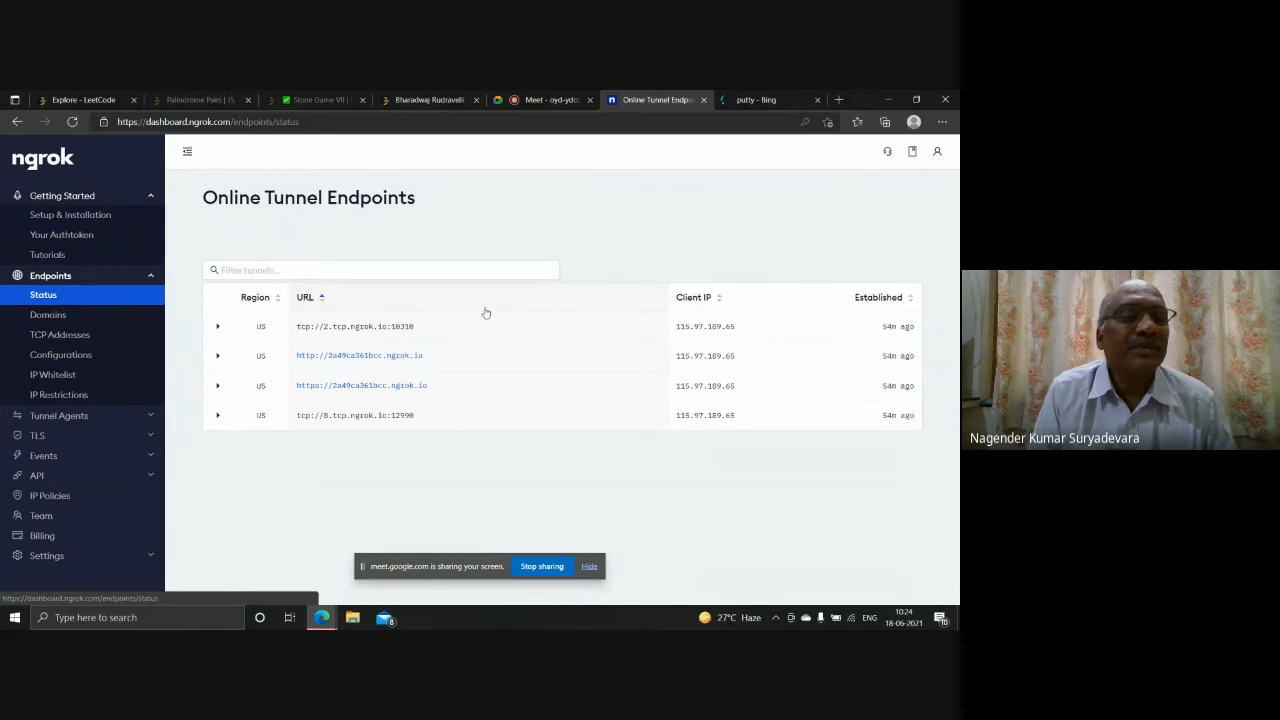 Explore - LeetCode
Palindrome Pairs | JS,
Stone Game VII | D
Bharadwaj Rudravelli
Meet - oyd-ydc
Online Tunnel Endpo
putty - Bing
https://dashboard.ngrok.com/endpoints/status
ngrok
Getting Started
Setup & Installation
Your Authtoken
Tutorials
Endpoints
Status
Domains
TCP Addresses
Configurations
IP Whitelist
IP Restrictions
Tunnel Agents
TLS
Events
API
IP Policies
Team
Billing
Settings
Online Tunnel Endpoints
Filter tunnels...
Region URL Client IP Established
US tcp://2.tcp.ngrok.io:10310 115.97.189.65 54m ago
US http://2a49ca361bcc.ngrok.io 115.97.189.65 54m ago
US https://2a49ca361bcc.ngrok.io 115.97.189.65 54m ago
US tcp://8.tcp.ngrok.io:12990 115.97.189.65 54m ago
meet.google.com is sharing your screen. Stop sharing Hide
https://dashboard.ngrok.com/endpoints/status
Type here to search
8
27°C Haze
ENG
10:24
18-06-2021
10
Nagender Kumar Suryadevara